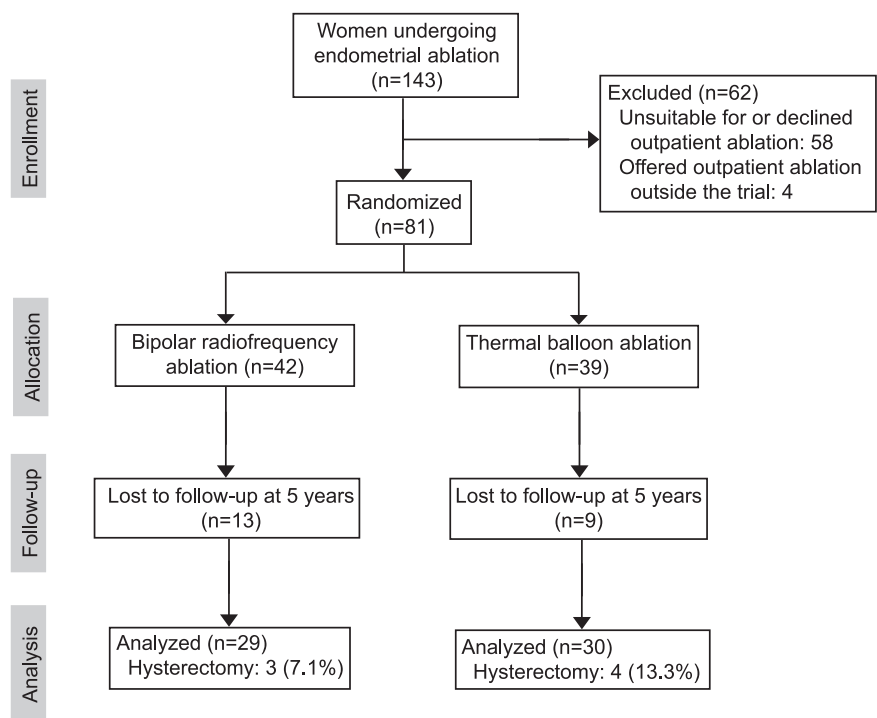 Women undergoing
endometrial ablation
(n=143)
Enrollment
Excluded (n=62)
Unsuitable for or declined
outpatient ablation: 58
Offered outpatient ablation
outside the trial: 4
Randomized
(n=81)
Allocation
Bipolar radiofrequency
ablation (n=42)
Thermal balloon ablation
(n=39)
Follow-up
Lost to follow-up at 5 years
(n=13)
Lost to follow-up at 5 years
(n=9)
Analysis
Analyzed (n=29)
Hysterectomy: 3 (7.1%)
Analyzed (n=30)
Hysterectomy: 4 (13.3%)